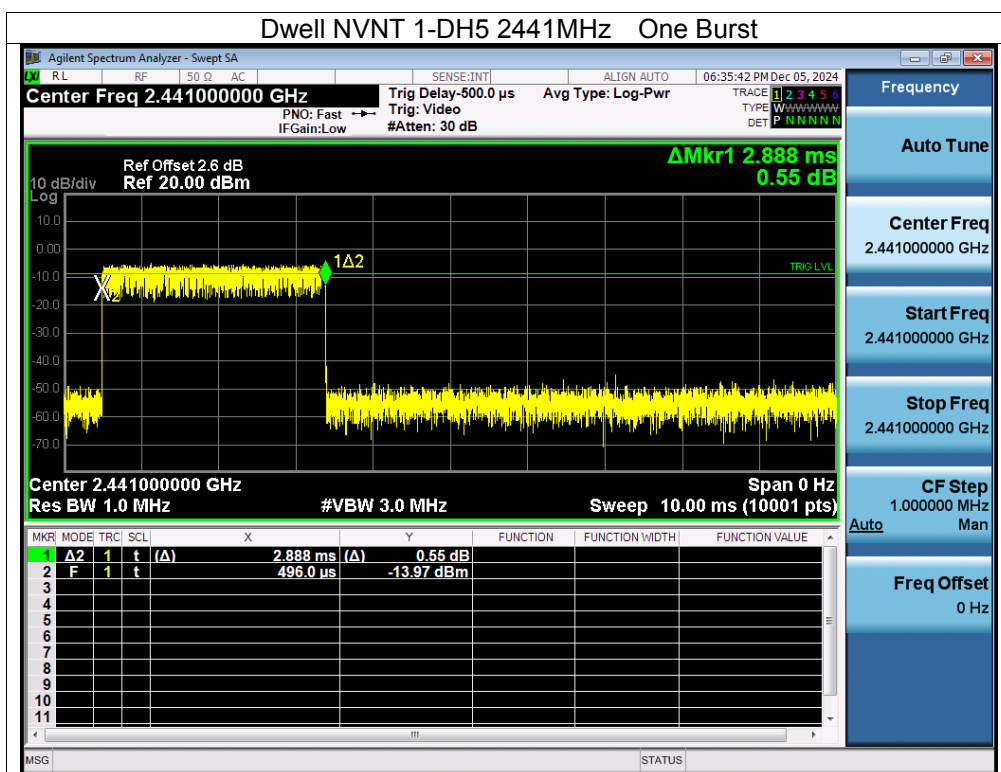 Dwell NVNT 1-DH5 2441MHz One Burst
Agilent Spectrum Analyzer - Swept SA
LXI RL RF 50 Ω AC SENSE:INT ALIGN AUTO 06:35:42 PM Dec 05, 2024
Center Freq 2.441000000 GHz
PNO: Fast
IFGain:Low
Trig Delay-500.0 µs
Trig: Video
#Atten: 30 dB
Avg Type: Log-Pwr
TRACE 1 2 3 4 5 6
TYPE WWWWWW
DET P N N N N N
ΔMkr1 2.888 ms
0.55 dB
Ref Offset 2.6 dB
10 dB/div Ref 20.00 dBm
Log
10.0
0.00
-10.0
-20.0
-30.0
-40.0
-50.0
-60.0
-70.0
1Δ2
TRIG LVL
X2
Center 2.441000000 GHz Span 0 Hz
Res BW 1.0 MHz #VBW 3.0 MHz Sweep 10.00 ms (10001 pts)
MKR MODE TRC SCL X Y FUNCTION FUNCTION WIDTH FUNCTION VALUE
1 Δ2 1 t (Δ) 2.888 ms (Δ) 0.55 dB
2 F 1 t 496.0 µs -13.97 dBm
3
4
5
6
7
8
9
10
11
MSG STATUS
Frequency
Auto Tune
Center Freq
2.441000000 GHz
Start Freq
2.441000000 GHz
Stop Freq
2.441000000 GHz
CF Step
1.000000 MHz
Auto Man
Freq Offset
0 Hz